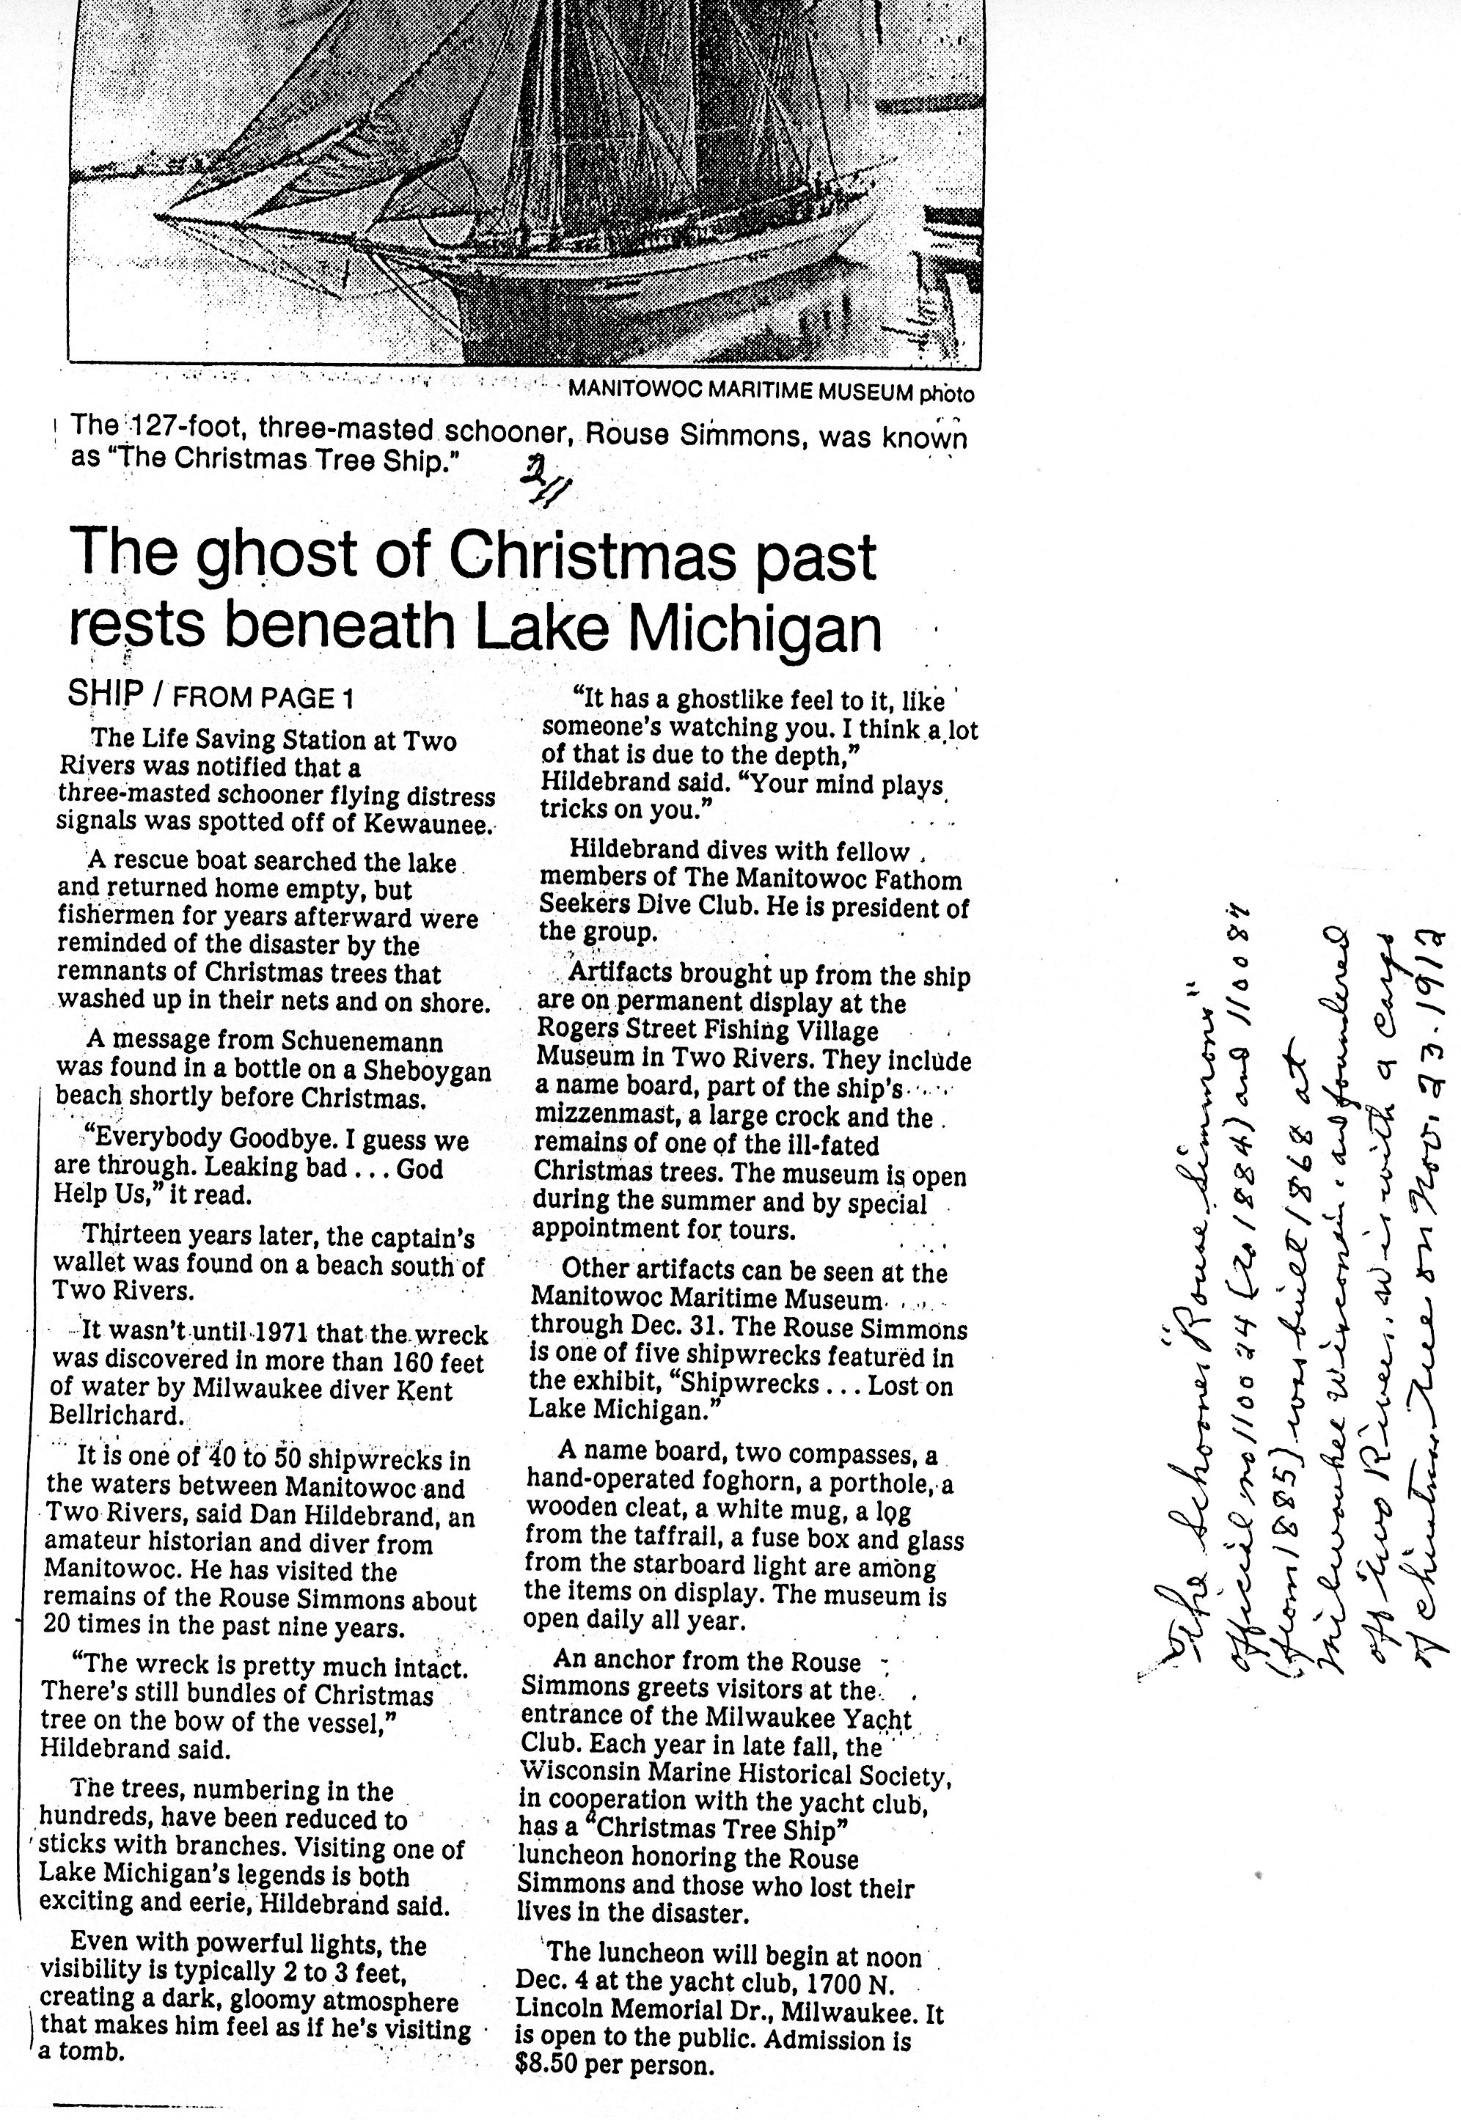 MANITOWOC MARITIME MUSEUM photo
The 127-foot, three-masted schooner, Rouse Simmons, was known
as “The Christmas Tree Ship.”
2/11
The ghost of Christmas past
rests beneath Lake Michigan
SHIP / FROM PAGE 1
The Life Saving Station at Two
Rivers was notified that a
three-masted schooner flying distress
signals was spotted off of Kewaunee.
A rescue boat searched the lake
and returned home empty, but
fishermen for years afterward were
reminded of the disaster by the
remnants of Christmas trees that
washed up in their nets and on shore.
A message from Schuenemann
was found in a bottle on a Sheboygan
beach shortly before Christmas.
“Everybody Goodbye. I guess we
are through. Leaking bad . . . God
Help Us,” it read.
Thirteen years later, the captain's
wallet was found on a beach south of
Two Rivers.
It wasn't until 1971 that the wreck
was discovered in more than 160 feet
of water by Milwaukee diver Kent
Bellrichard.
It is one of 40 to 50 shipwrecks in
the waters between Manitowoc and
Two Rivers, said Dan Hildebrand, an
amateur historian and diver from
Manitowoc. He has visited the
remains of the Rouse Simmons about
20 times in the past nine years.
“The wreck is pretty much intact.
There's still bundles of Christmas
tree on the bow of the vessel,”
Hildebrand said.
The trees, numbering in the
hundreds, have been reduced to
sticks with branches. Visiting one of
Lake Michigan's legends is both
exciting and eerie, Hildebrand said.
Even with powerful lights, the
visibility is typically 2 to 3 feet,
creating a dark, gloomy atmosphere
that makes him feel as if he's visiting
a tomb.
“It has a ghostlike feel to it, like
someone's watching you. I think a lot
of that is due to the depth,”
Hildebrand said. “Your mind plays
tricks on you.”
Hildebrand dives with fellow
members of The Manitowoc Fathom
Seekers Dive Club. He is president of
the group.
Artifacts brought up from the ship
are on permanent display at the
Rogers Street Fishing Village
Museum in Two Rivers. They include
a name board, part of the ship's
mizzenmast, a large crock and the
remains of one of the ill-fated
Christmas trees. The museum is open
during the summer and by special
appointment for tours.
Other artifacts can be seen at the
Manitowoc Maritime Museum
through Dec. 31. The Rouse Simmons
is one of five shipwrecks featured in
the exhibit, “Shipwrecks . . . Lost on
Lake Michigan.”
A name board, two compasses, a
hand-operated foghorn, a porthole, a
wooden cleat, a white mug, a log
from the taffrail, a fuse box and glass
from the starboard light are among
the items on display. The museum is
open daily all year.
An anchor from the Rouse
Simmons greets visitors at the
entrance of the Milwaukee Yacht
Club. Each year in late fall, the
Wisconsin Marine Historical Society,
in cooperation with the yacht club,
has a “Christmas Tree Ship”
luncheon honoring the Rouse
Simmons and those who lost their
lives in the disaster.
The luncheon will begin at noon
Dec. 4 at the yacht club, 1700 N.
Lincoln Memorial Dr., Milwaukee. It
is open to the public. Admission is
$8.50 per person.
The Schooner "Rouse Simmons"
official no 110024 (to 1884) and 110087
(from 1885) was built 1868 at
Milwaukee Wisconsin. and foundered
off Two Rivers. Wis with a cargo
of christmas tree on Nov. 23. 1912